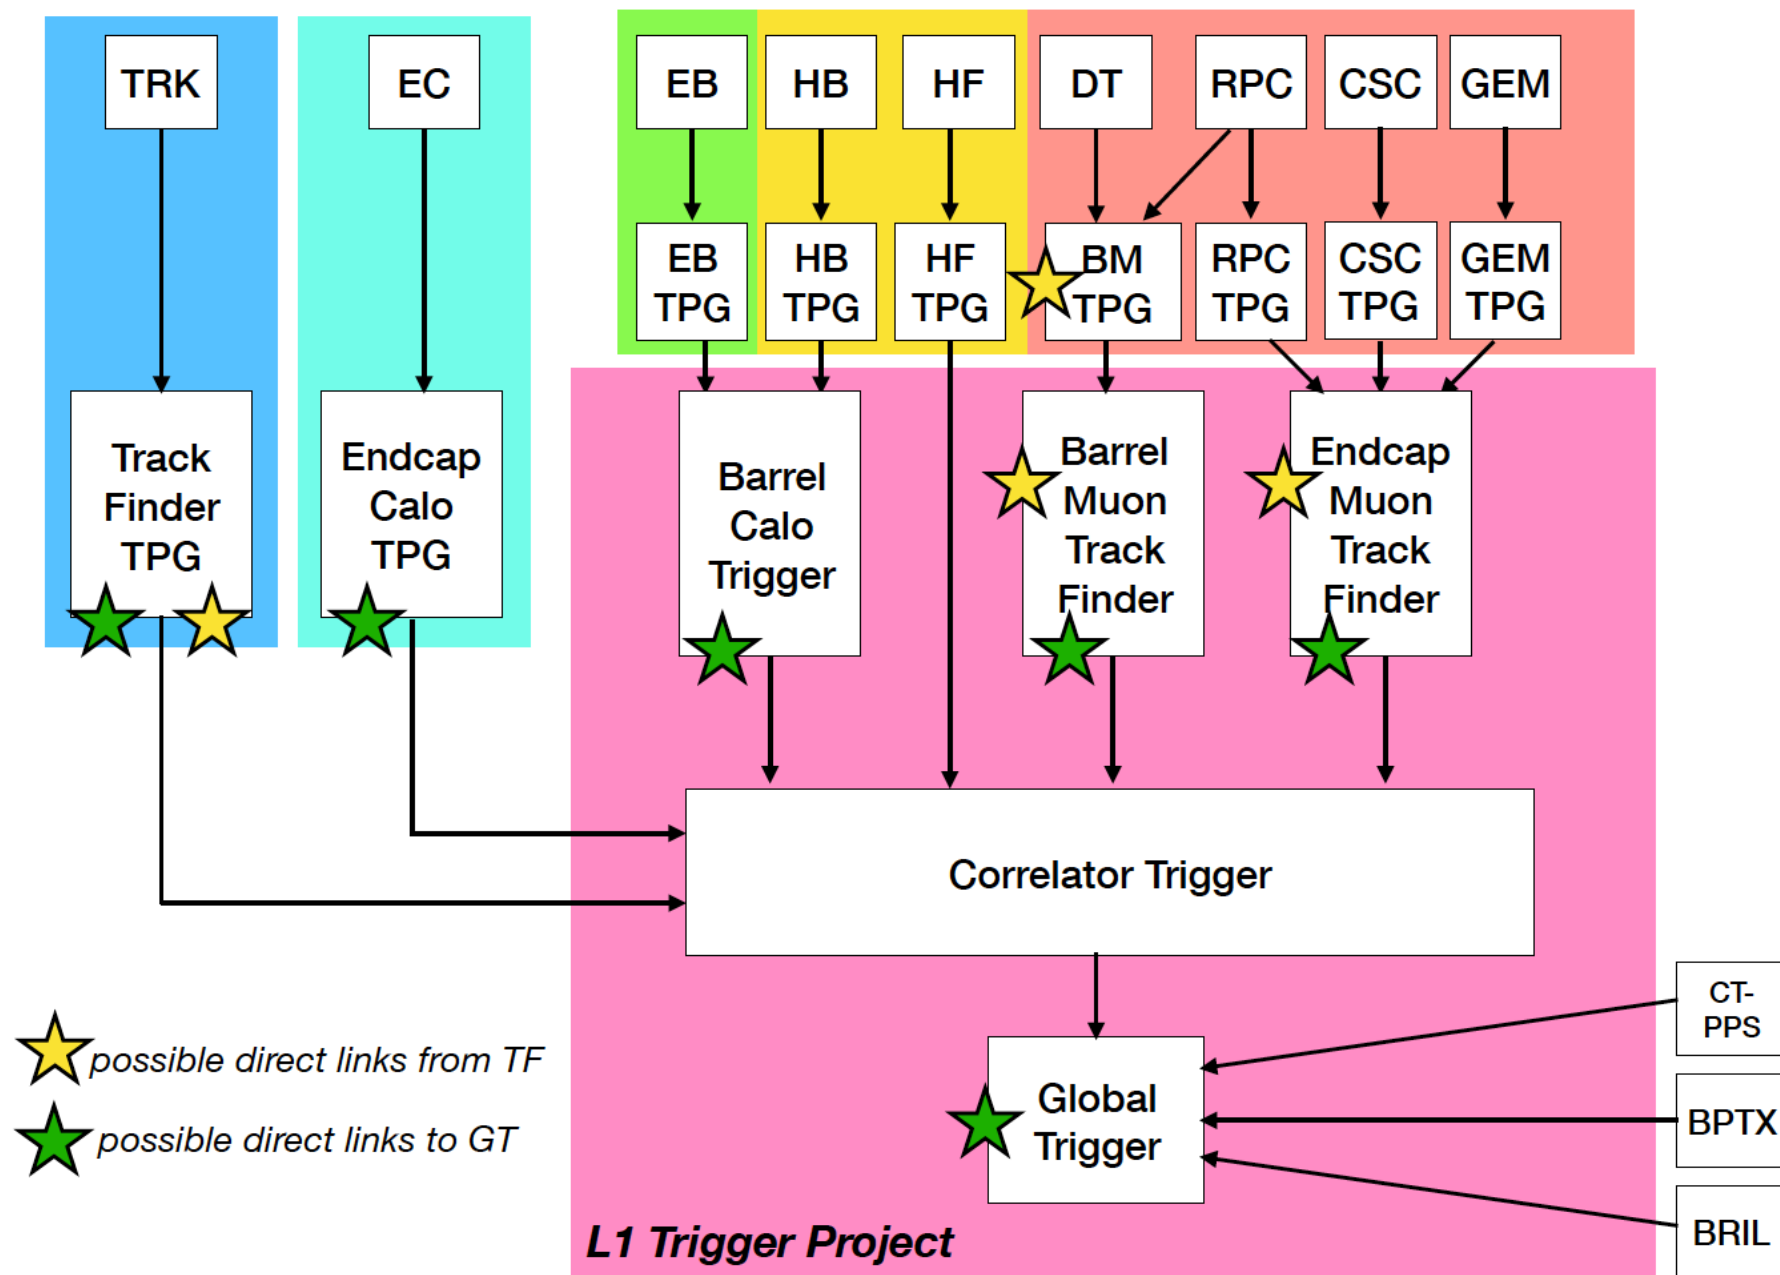 TRK
EC
EB
HB
HF
DT
RPC
CSC
GEM
EB
TPG
HB
TPG
HF
TPG
BM
TPG
RPC
TPG
CSC
TPG
GEM
TPG
Track
Finder
TPG
Endcap
Calo
TPG
Barrel
Calo
Trigger
Barrel
Muon
Track
Finder
Endcap
Muon
Track
Finder
Correlator Trigger
CT-
PPS
possible direct links from TF
Global
Trigger
BPTX
possible direct links to GT
BRIL
L1 Trigger Project